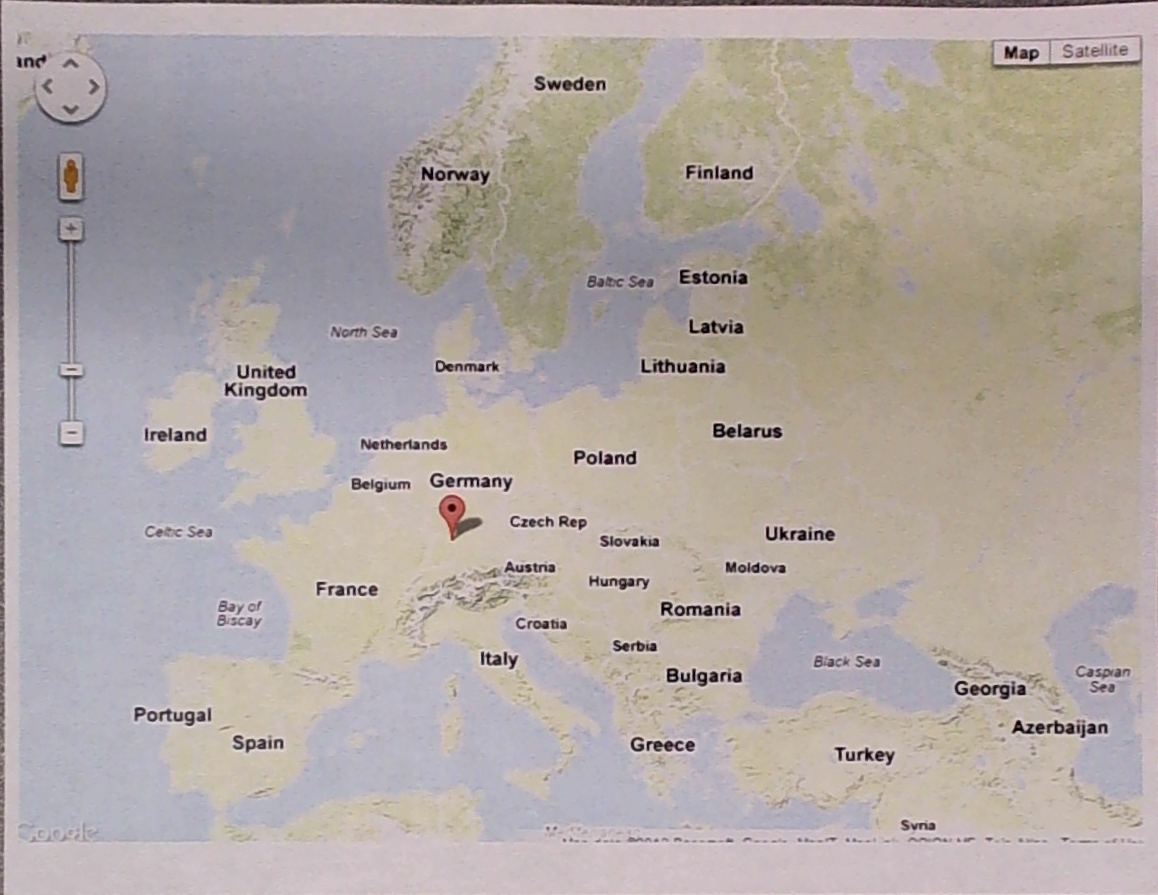 and
Map
Satellite
Sweden
Norway
Finland
Baltic Sea
Estonia
North Sea
Latvia
Denmark
Lithuania
United
Kingdom
Ireland
Netherlands
Belarus
Poland
Belgium
Germany
Celtic Sea
Czech Rep
Slovakia
Ukraine
Austria
Moldova
France
Hungary
Bay of
Biscay
Romania
Croatia
Serbia
Italy
Black Sea
Bulgaria
Caspian
Sea
Georgia
Portugal
Azerbaijan
Spain
Greece
Turkey
Syria
Google